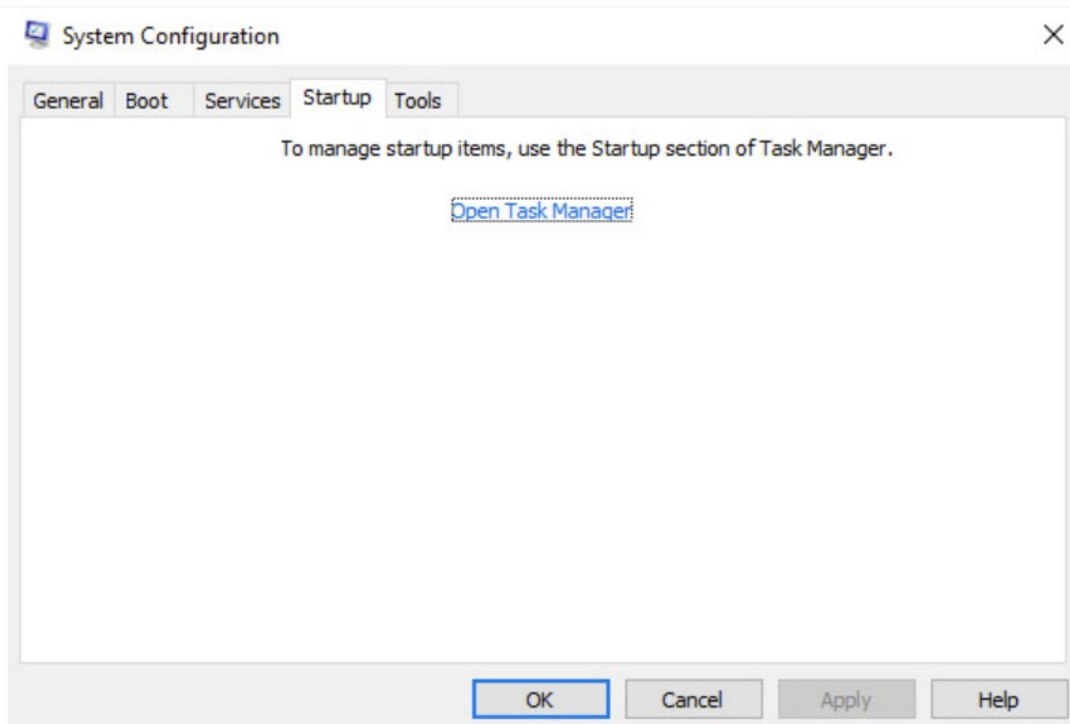 System Configuration
General Boot Services Startup Tools
To manage startup items, use the Startup section of Task Manager.
Open Task Manager
OK Cancel Apply Help